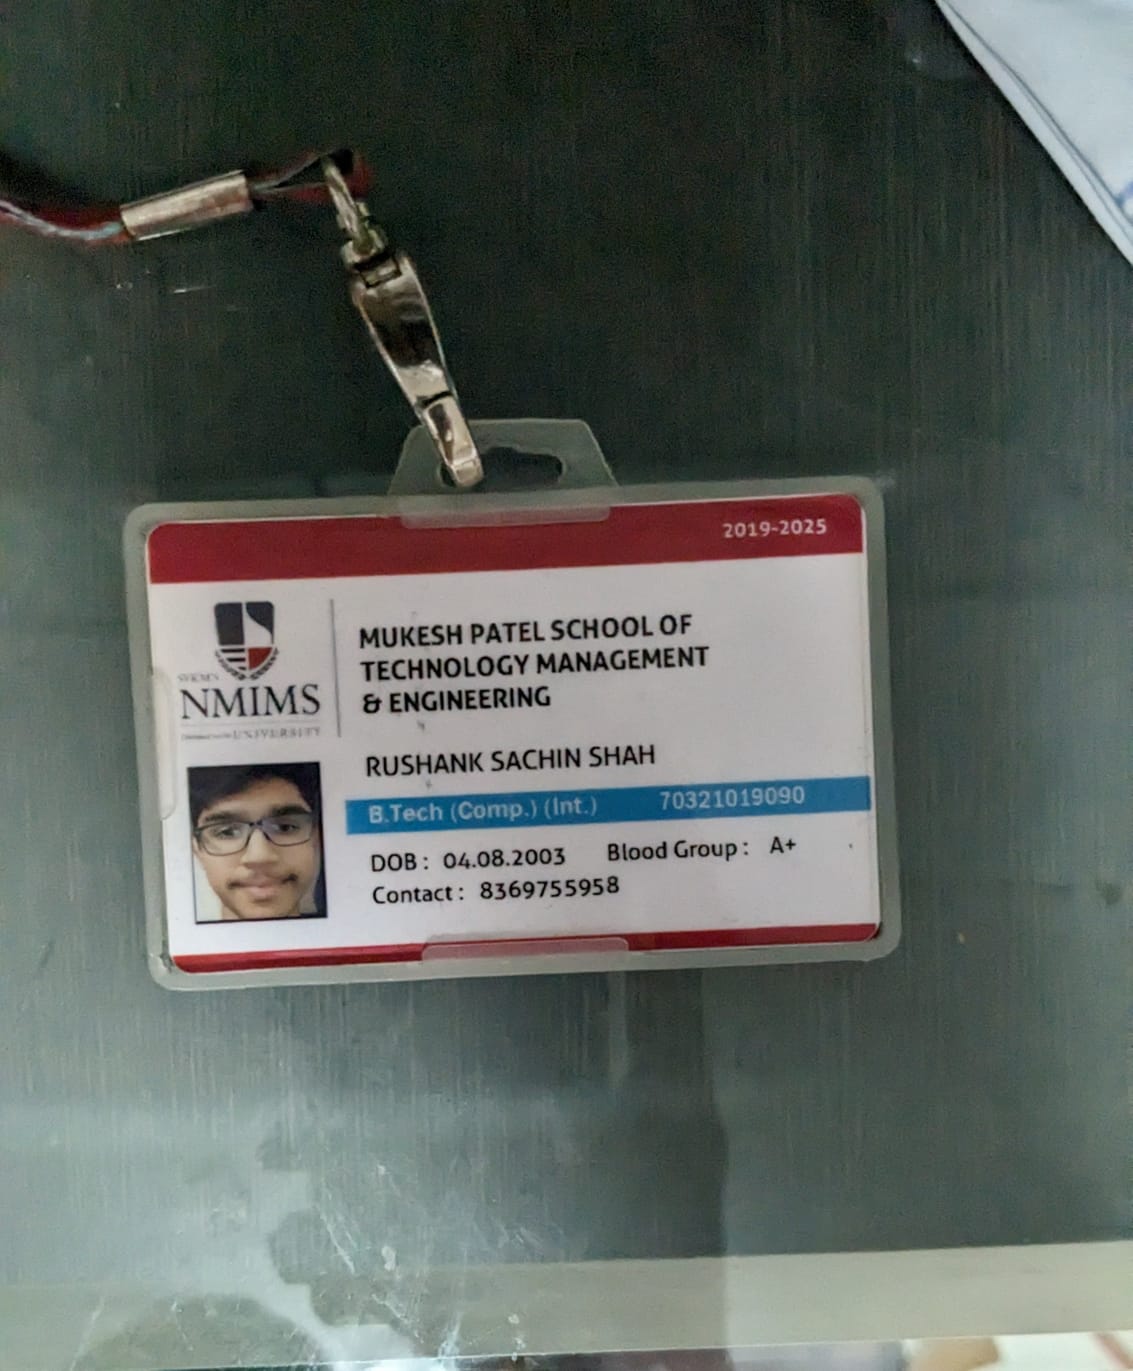 2019-2025
SVKM'S
NMIMS
UNIVERSITY
MUKESH PATEL SCHOOL OF
TECHNOLOGY MANAGEMENT
& ENGINEERING
RUSHANK SACHIN SHAH
B.Tech (Comp.) (Int.) 70321019090
DOB : 04.08.2003 Blood Group : A+
Contact : 8369755958